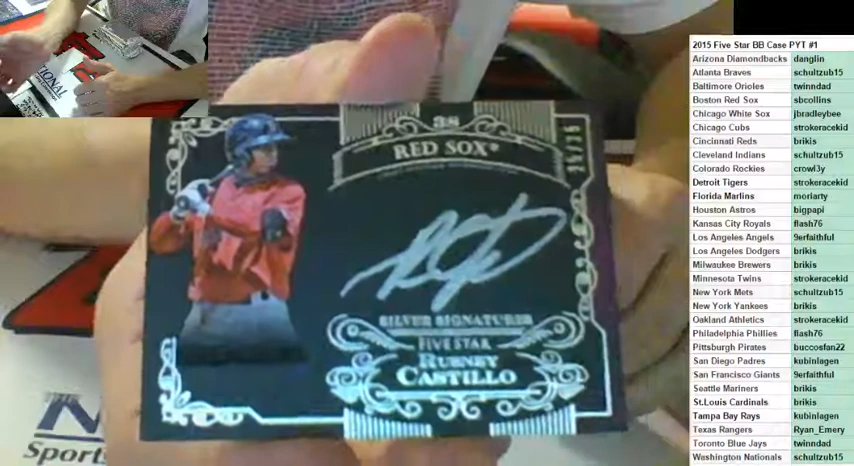 38
RED SOX®
SILVER SIGNATURES
FIVE STAR
RUSNEY
CASTILLO
Sport
2015 Five Star BB Case PYT #1
Arizona Diamondbacks danglin
Atlanta Braves schultzub15
Baltimore Orioles twinndad
Boston Red Sox sbcollins
Chicago White Sox jbradleybee
Chicago Cubs strokeracekid
Cincinnati Reds brikis
Cleveland Indians schultzub15
Colorado Rockies crowl3y
Detroit Tigers strokeracekid
Florida Marlins moriarty
Houston Astros bigpapi
Kansas City Royals flash76
Los Angeles Angels 9erfaithful
Los Angeles Dodgers brikis
Milwaukee Brewers brikis
Minnesota Twins strokeracekid
New York Mets schultzub15
New York Yankees brikis
Oakland Athletics strokeracekid
Philadelphia Phillies flash76
Pittsburgh Pirates buccosfan22
San Diego Padres kubinlagen
San Francisco Giants 9erfaithful
Seattle Mariners brikis
St.Louis Cardinals brikis
Tampa Bay Rays kubinlagen
Texas Rangers Ryan_Emery
Toronto Blue Jays twinndad
Washington Nationals schultzub15